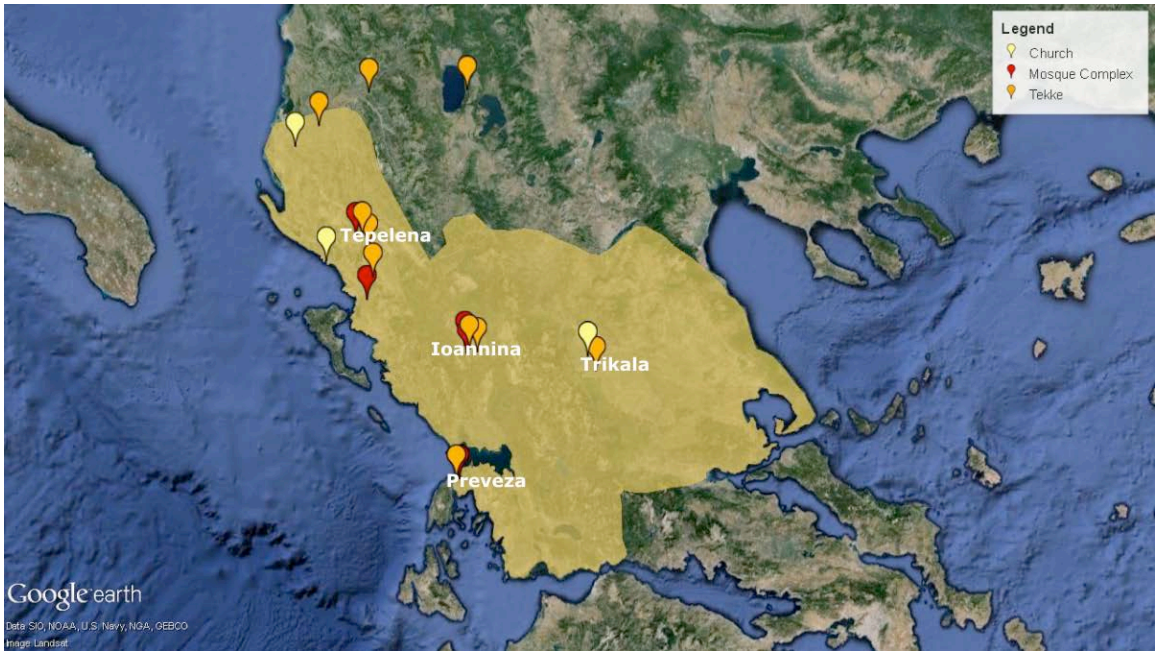 Legend
Church
Mosque Complex
Tekke
Tepelena
Ioannina
Trikala
Preveza
Google earth
Data SIO, NOAA, U.S. Navy, NGA, GEBCO
Image Landsat